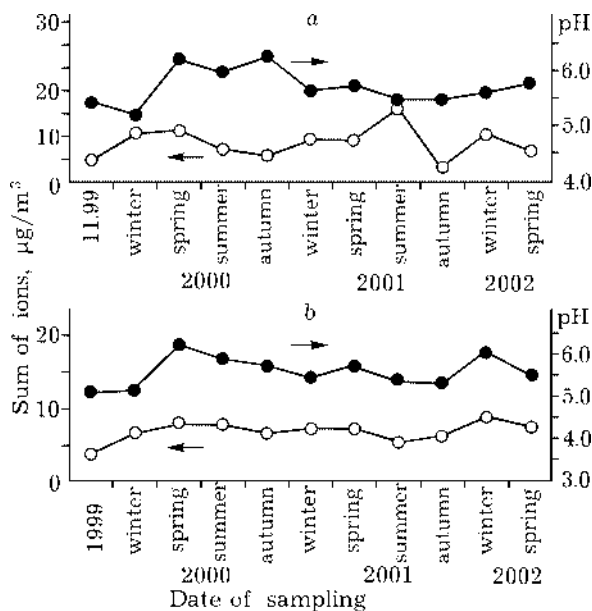 a
30
20
10
0
pH
6.0
5.0
4.0
11.99
winter
spring
summer
autumn
winter
spring
summer
autumn
winter
spring
2000
2001
2002
Sum of ions, μg/m³
b
20
10
0
pH
6.0
5.0
4.0
3.0
1999
winter
spring
summer
autumn
winter
spring
summer
autumn
winter
spring
2000
2001
2002
Date of sampling